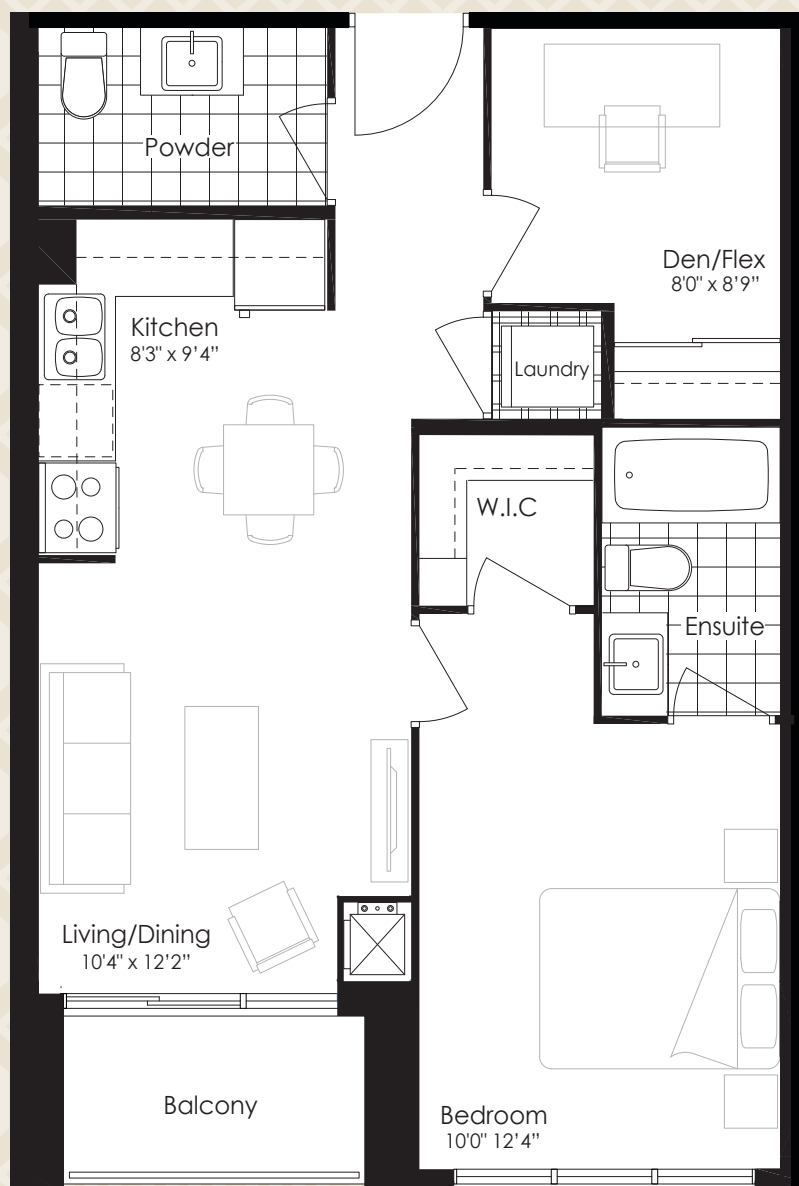 Powder
Den/Flex
8'0" x 8’9”
Kitchen
8'3" x 9’4”
Laundry
W.I.C
Ensuite
Living/Dining
10'4" x 12’2”
Balcony
Bedroom
10'0" 12’4”